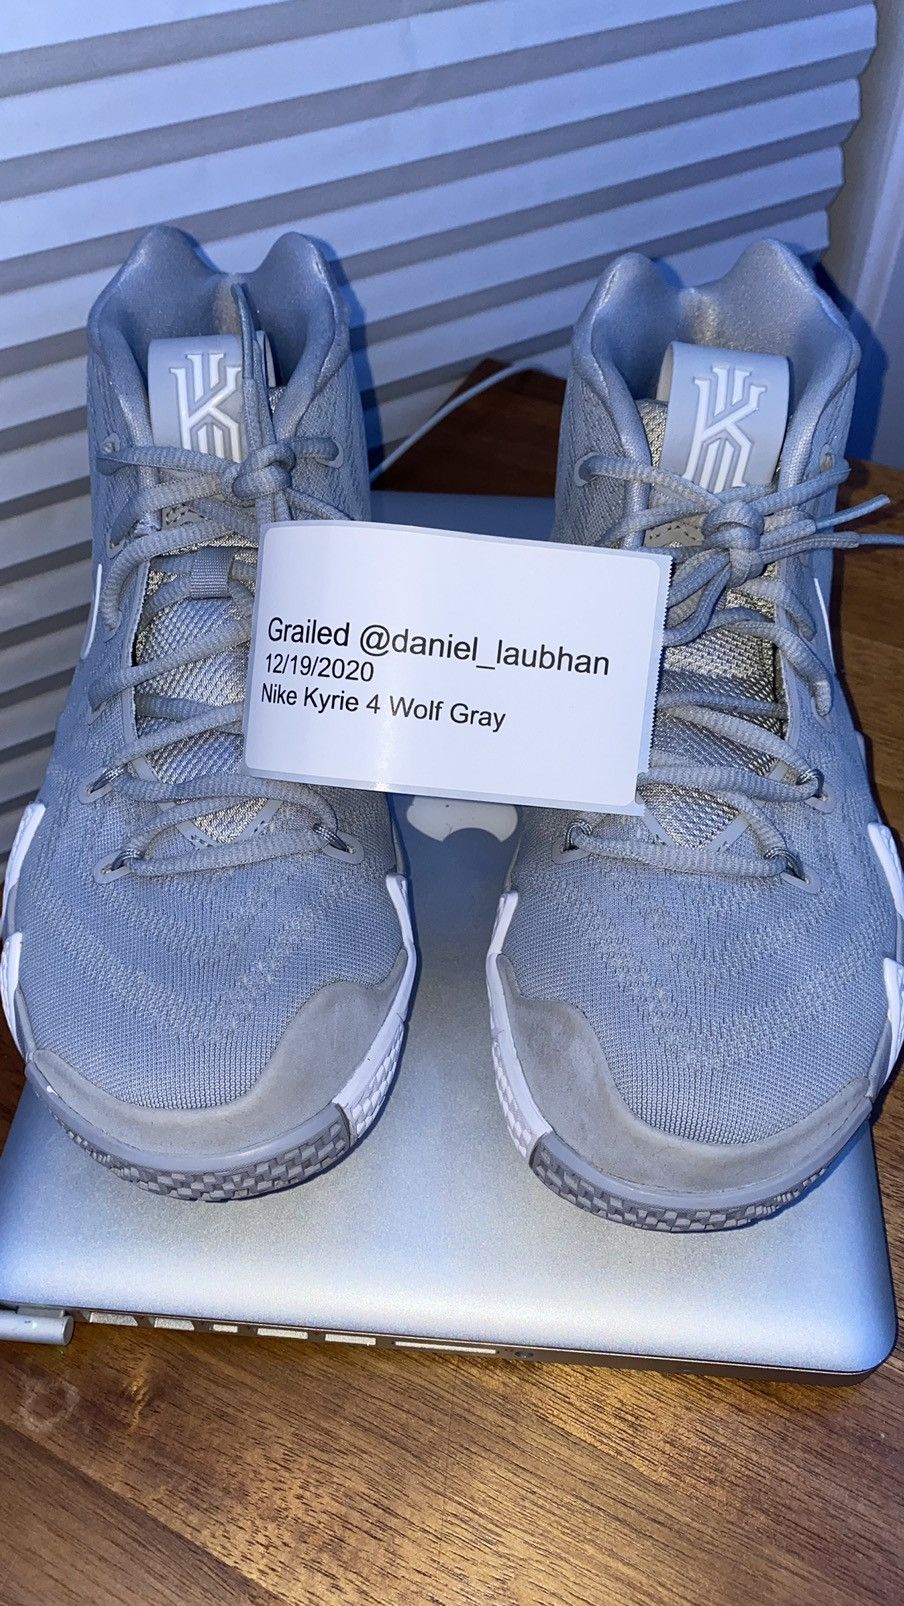 Grailed @daniel_laubhan
12/19/2020
Nike Kyrie 4 Wolf Gray